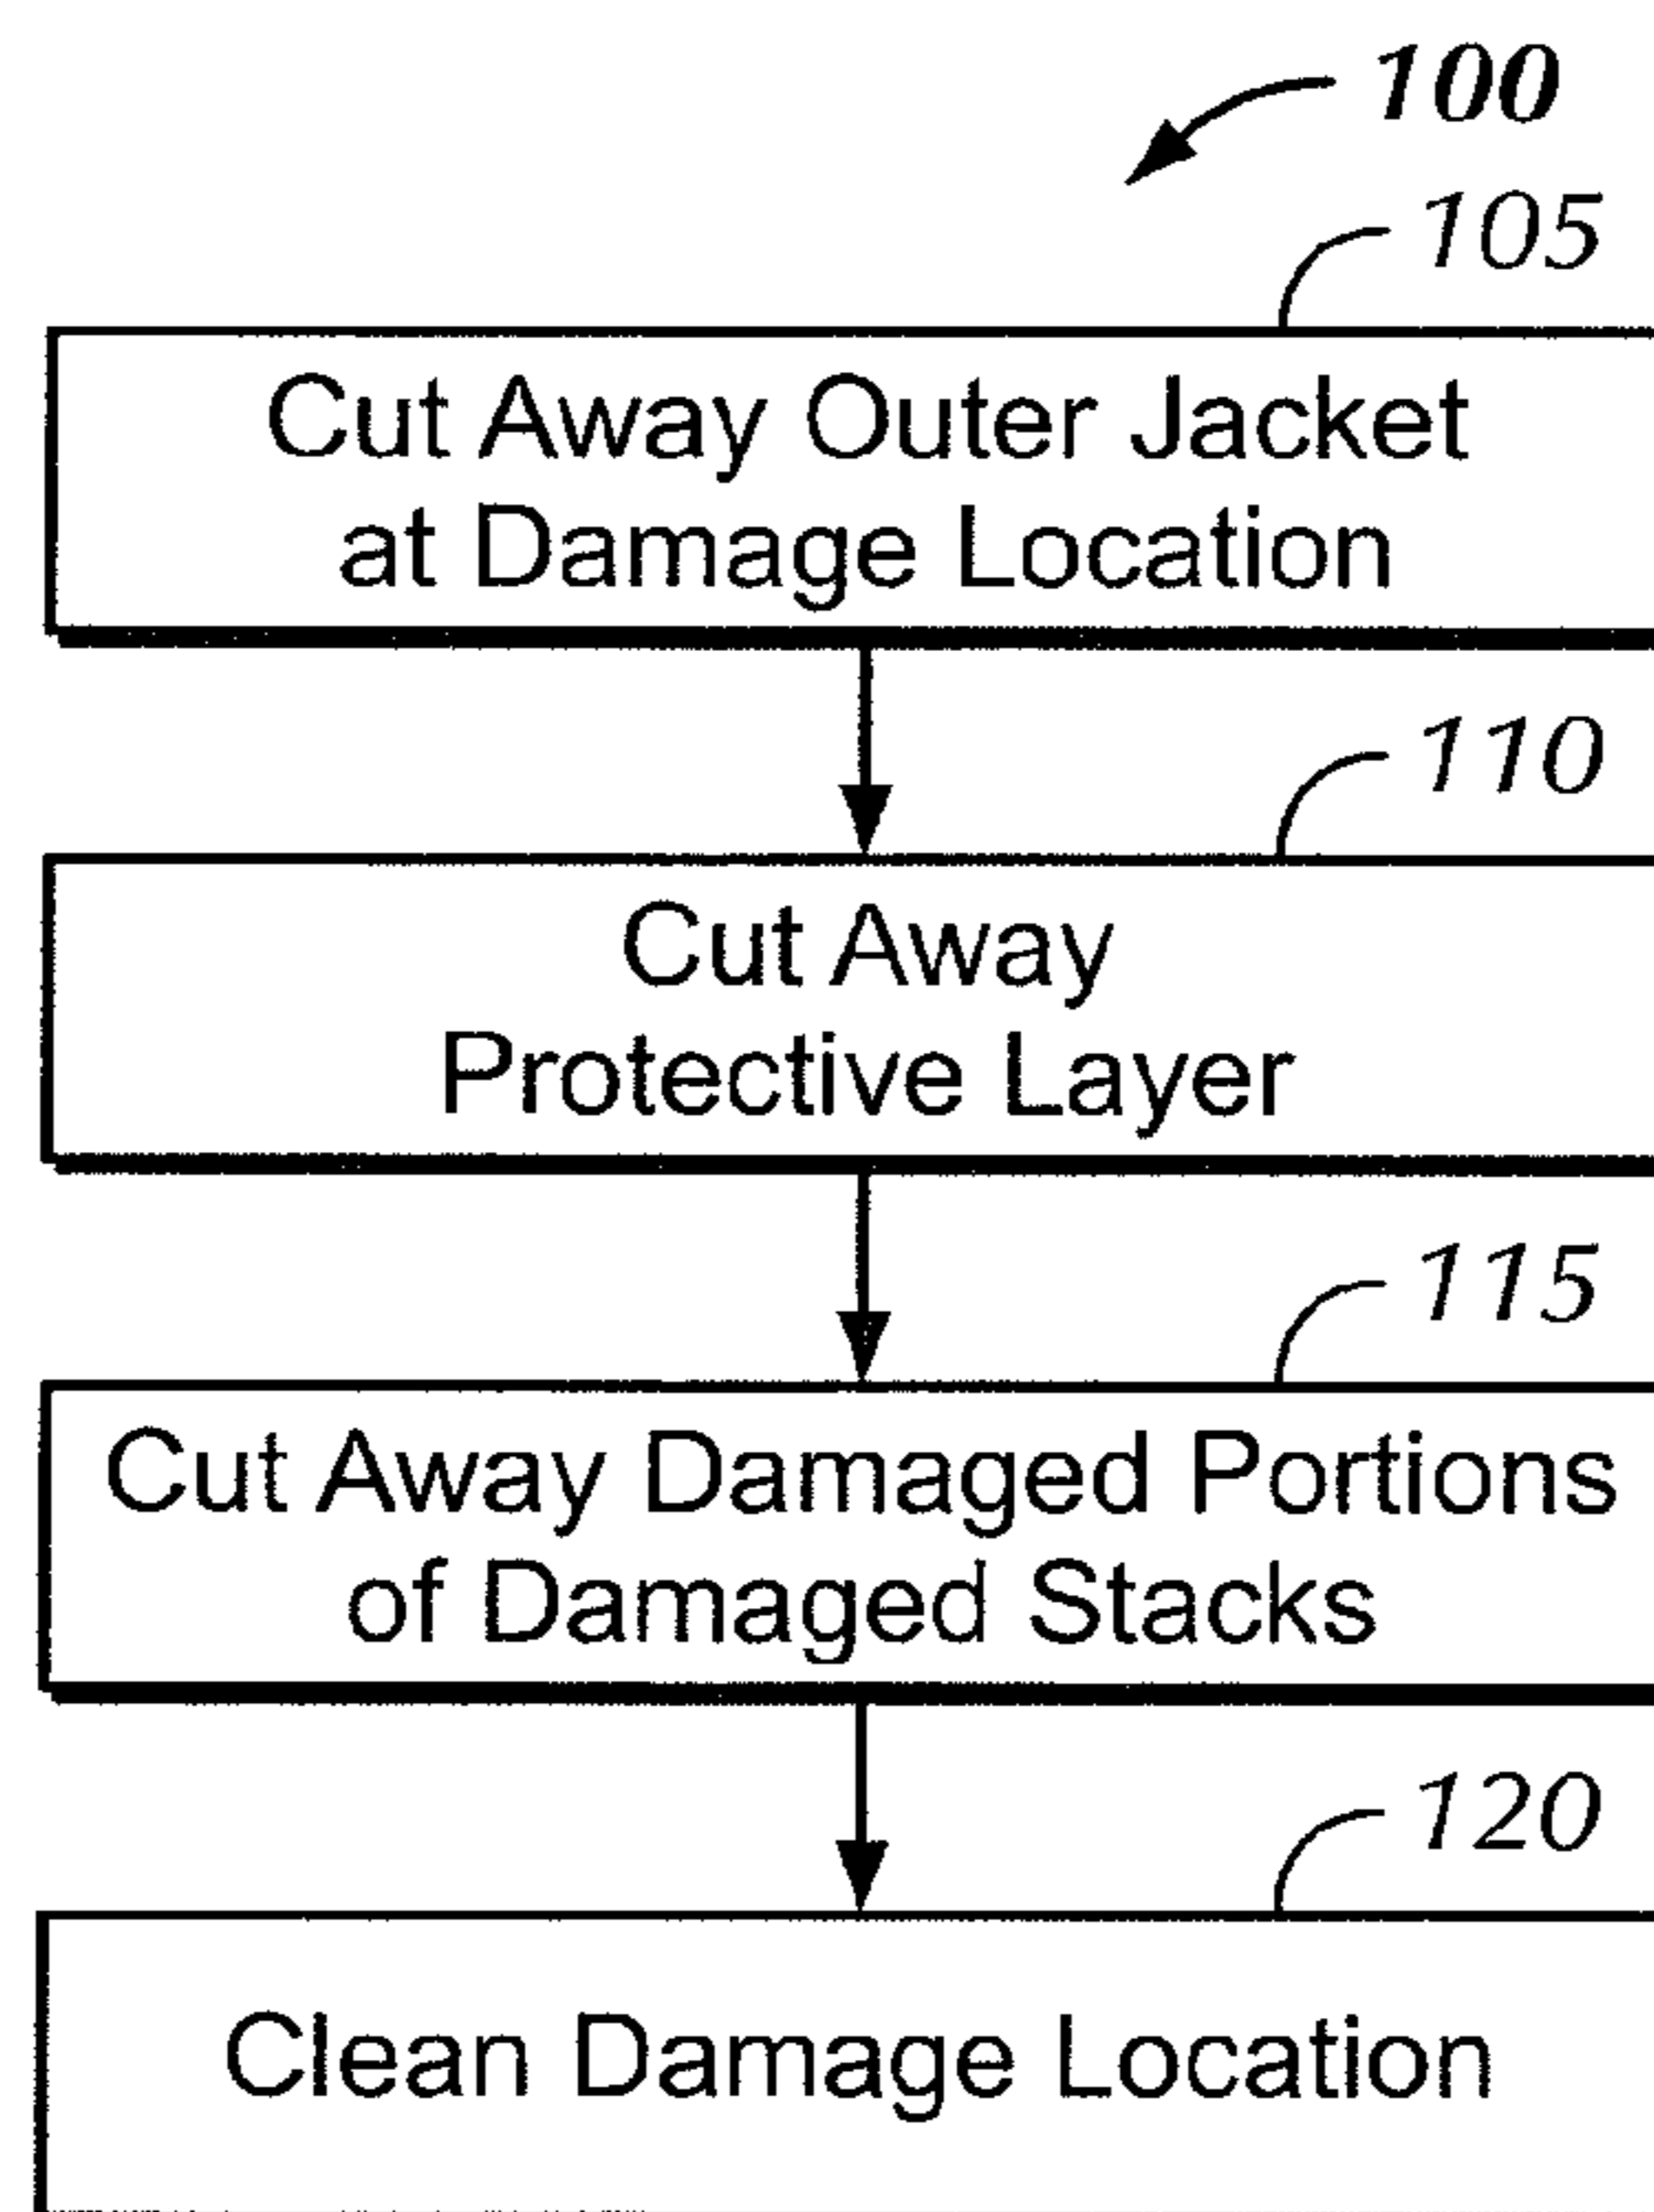 100
105
Cut Away Outer Jacket
at Damage Location
110
Cut Away
Protective Layer
115
Cut Away Damaged Portions
of Damaged Stacks
120
Clean Damage Location